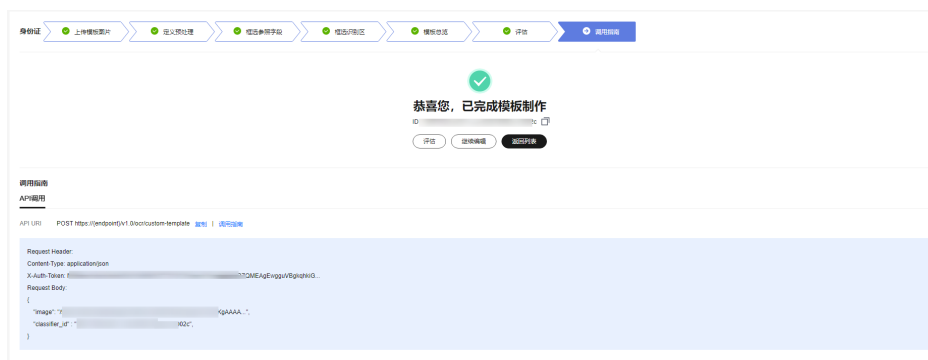 身份证 上传模板图片 定义预处理 框选参照字段 框选识别区 模板总览 评估 调用指南
恭喜您，已完成模板制作
ID
评估 继续编辑 返回列表
调用指南
API调用
API URI POST https://{endpoint}/v1.0/ocr/custom-template 复制 | 调用指南
Request Header:
Content-Type: application/json
X-Auth-Token:
Request Body:
{
"image": "/ KgAAAA...",
"classifier_id" : " 02c",
}